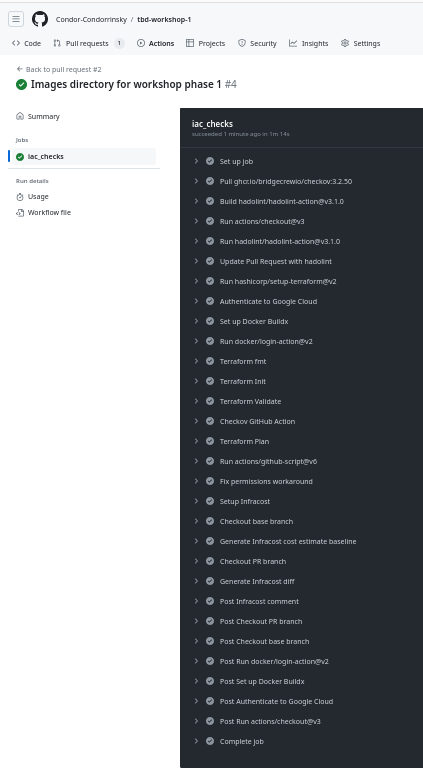 Condor-Condorrinsky / tbd-workshop-1
Code Pull requests 1 Actions Projects Security Insights Settings
Back to pull request #2
Images directory for workshop phase 1 #4
Summary
Jobs
iac_checks
Run details
Usage
Workflow file
iac_checks
succeeded 1 minute ago in 1m 14s
Set up job
Pull ghcr.io/bridgecrewio/checkov:3.2.50
Build hadolint/hadolint-action@v3.1.0
Run actions/checkout@v3
Run hadolint/hadolint-action@v3.1.0
Update Pull Request with hadolint
Run hashicorp/setup-terraform@v2
Authenticate to Google Cloud
Set up Docker Buildx
Run docker/login-action@v2
Terraform fmt
Terraform Init
Terraform Validate
Checkov GitHub Action
Terraform Plan
Run actions/github-script@v6
Fix permissions workaround
Setup Infracost
Checkout base branch
Generate Infracost cost estimate baseline
Checkout PR branch
Generate Infracost diff
Post Infracost comment
Post Checkout PR branch
Post Checkout base branch
Post Run docker/login-action@v2
Post Set up Docker Buildx
Post Authenticate to Google Cloud
Post Run actions/checkout@v3
Complete job